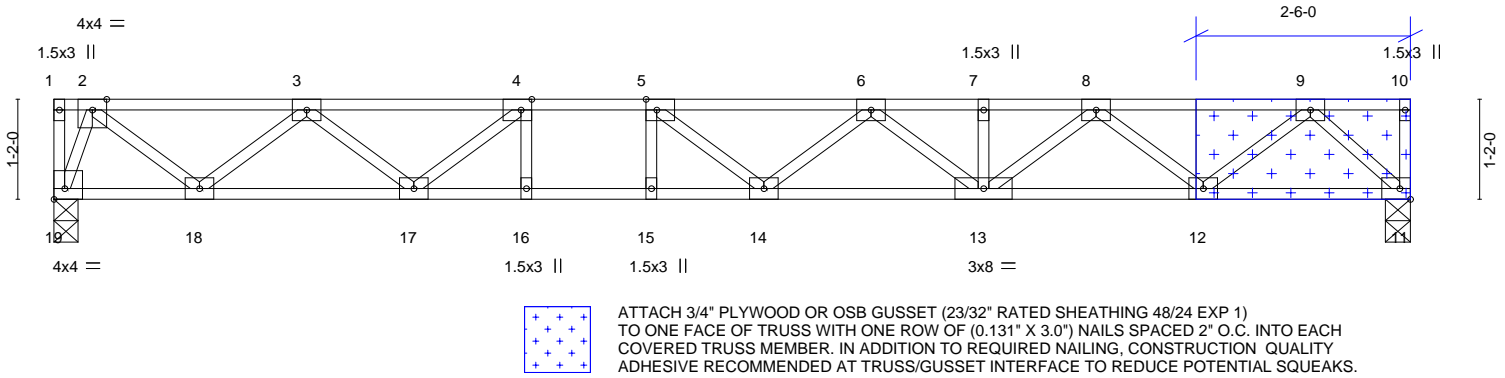 2-6-0
4x4 =
1.5x3 ||
1.5x3 ||
1.5x3 ||
1 2 3 4 5 6 7 8 9 10
1-2-0
1-2-0
19 18 17 16 15 14 13 12 11
4x4 =
1.5x3 ||
1.5x3 ||
3x8 =
ATTACH 3/4" PLYWOOD OR OSB GUSSET (23/32" RATED SHEATHING 48/24 EXP 1)
TO ONE FACE OF TRUSS WITH ONE ROW OF (0.131" X 3.0") NAILS SPACED 2" O.C. INTO EACH
COVERED TRUSS MEMBER. IN ADDITION TO REQUIRED NAILING, CONSTRUCTION QUALITY
ADHESIVE RECOMMENDED AT TRUSS/GUSSET INTERFACE TO REDUCE POTENTIAL SQUEAKS.